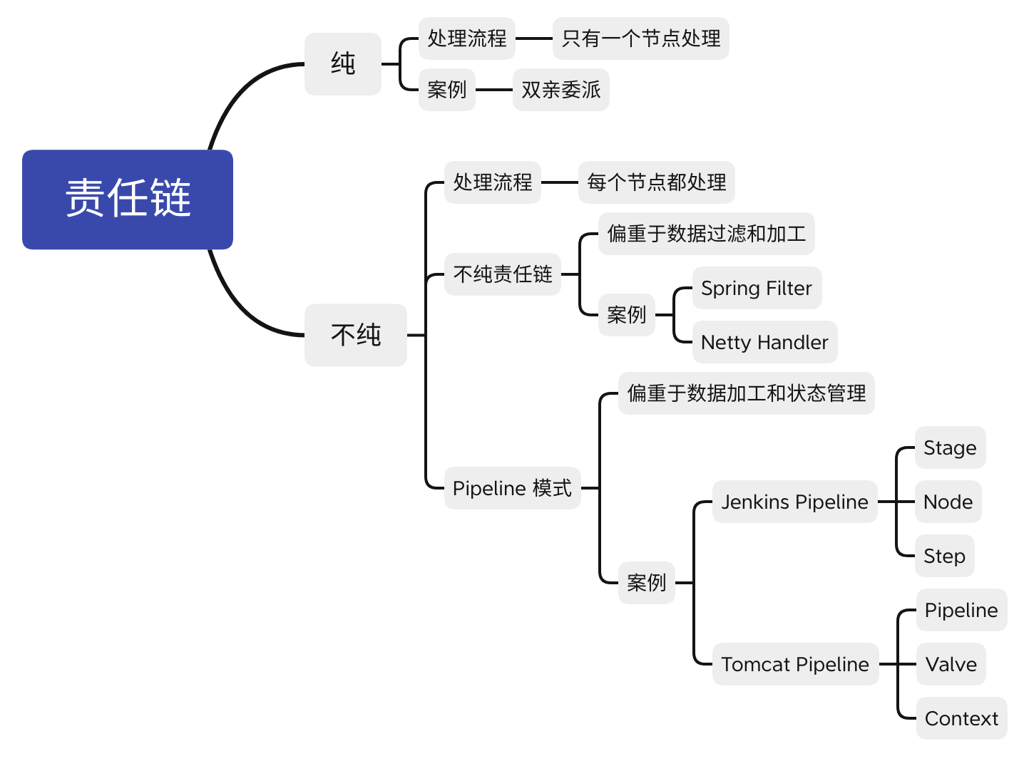 责任链
纯
处理流程
只有一个节点处理
案例
双亲委派
不纯
处理流程
每个节点都处理
不纯责任链
偏重于数据过滤和加工
案例
Spring Filter
Netty Handler
Pipeline 模式
偏重于数据加工和状态管理
案例
Jenkins Pipeline
Stage
Node
Step
Tomcat Pipeline
Pipeline
Valve
Context